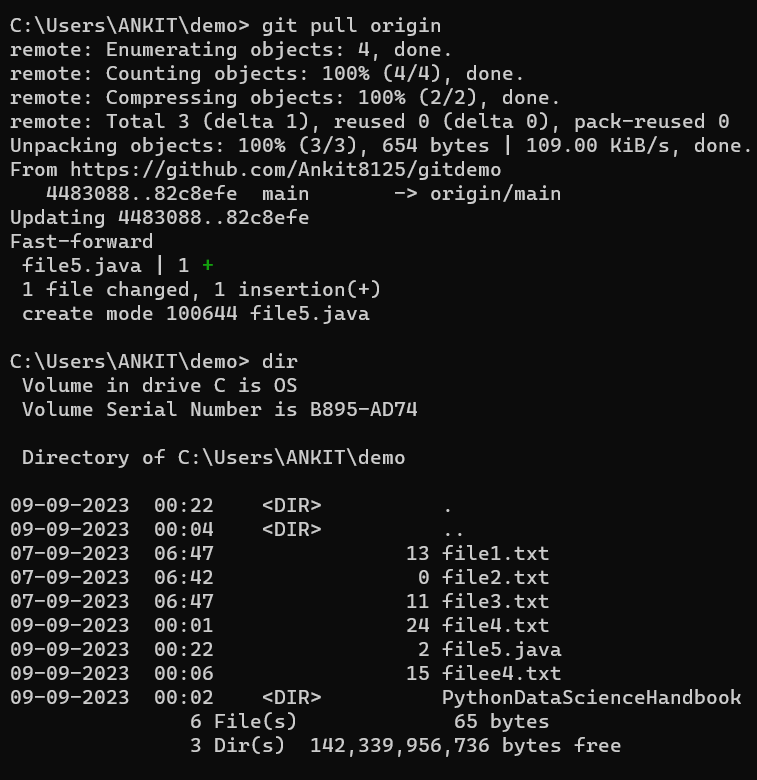 C:\Users\ANKIT\demo> git pull origin
remote: Enumerating objects: 4, done.
remote: Counting objects: 100% (4/4), done.
remote: Compressing objects: 100% (2/2), done.
remote: Total 3 (delta 1), reused 0 (delta 0), pack-reused 0
Unpacking objects: 100% (3/3), 654 bytes | 109.00 KiB/s, done.
From https://github.com/Ankit8125/gitdemo
   4483088..82c8efe  main       -> origin/main
Updating 4483088..82c8efe
Fast-forward
 file5.java | 1 +
 1 file changed, 1 insertion(+)
 create mode 100644 file5.java
C:\Users\ANKIT\demo> dir
 Volume in drive C is OS
 Volume Serial Number is B895-AD74
 Directory of C:\Users\ANKIT\demo
09-09-2023  00:22    <DIR>          .
09-09-2023  00:04    <DIR>          ..
07-09-2023  06:47                13 file1.txt
07-09-2023  06:42                 0 file2.txt
07-09-2023  06:47                11 file3.txt
09-09-2023  00:01                24 file4.txt
09-09-2023  00:22                 2 file5.java
09-09-2023  00:06                15 filee4.txt
09-09-2023  00:02    <DIR>          PythonDataScienceHandbook
               6 File(s)             65 bytes
               3 Dir(s)  142,339,956,736 bytes free